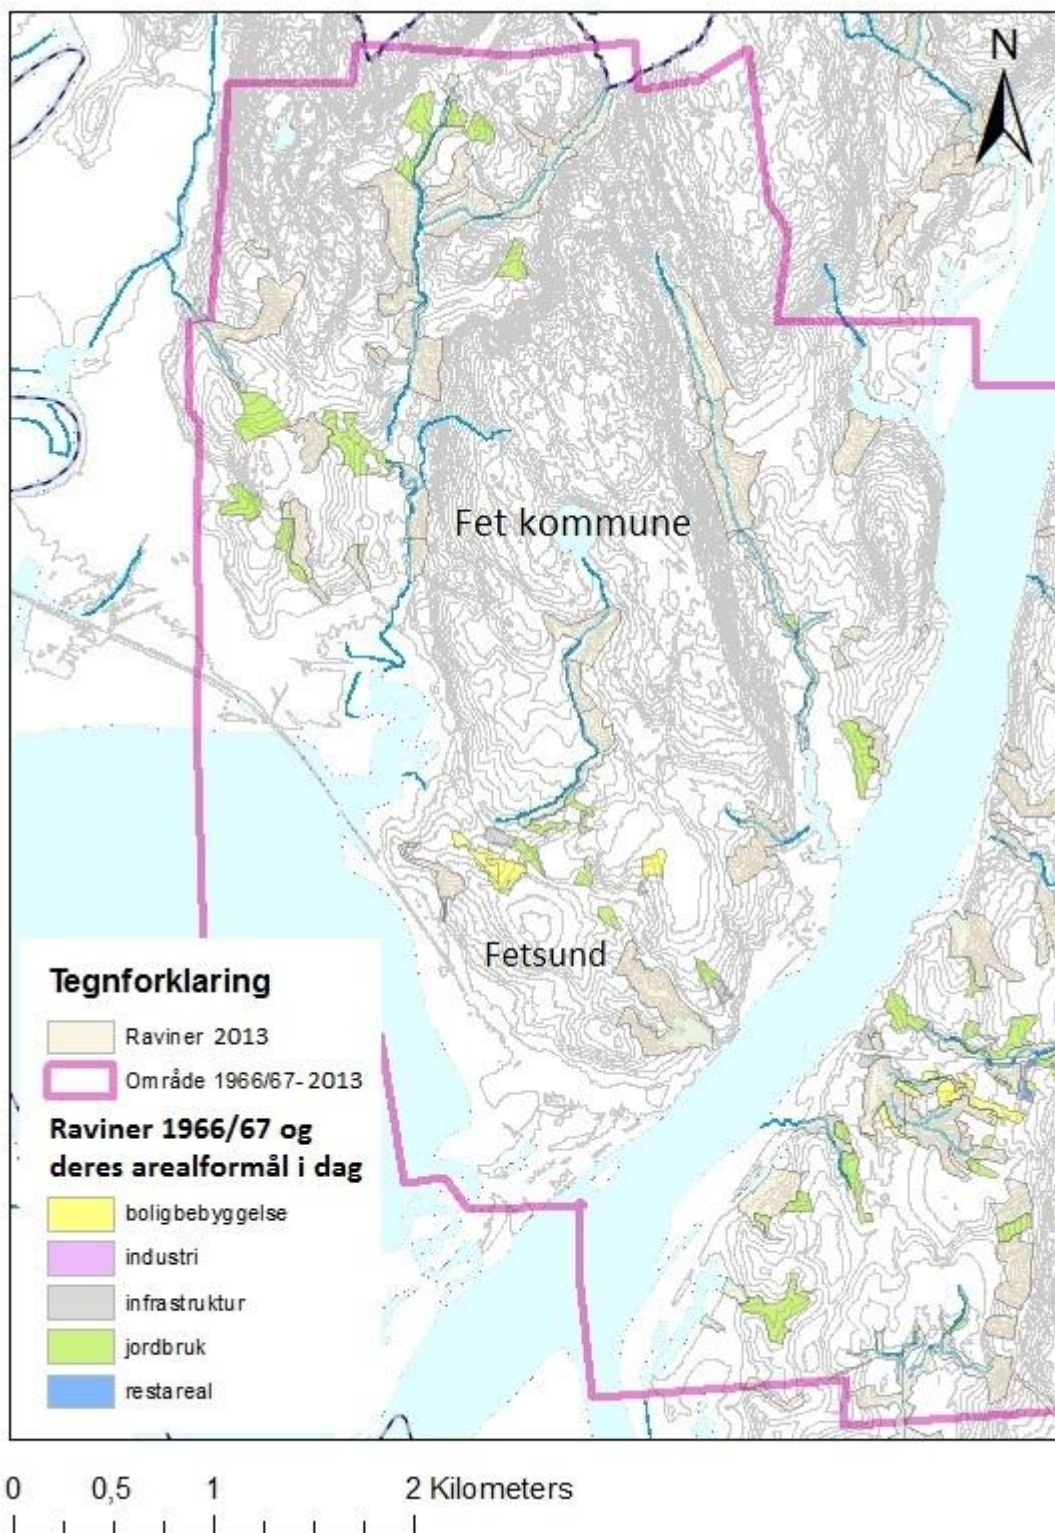 N
Fet kommune
Fetsund
Tegnforklaring
Raviner 2013
Område 1966/67-2013
Raviner 1966/67 og
deres arealformål i dag
boligbebyggelse
industri
infrastruktur
jordbruk
restareal
0 0,5 1 2 Kilometers